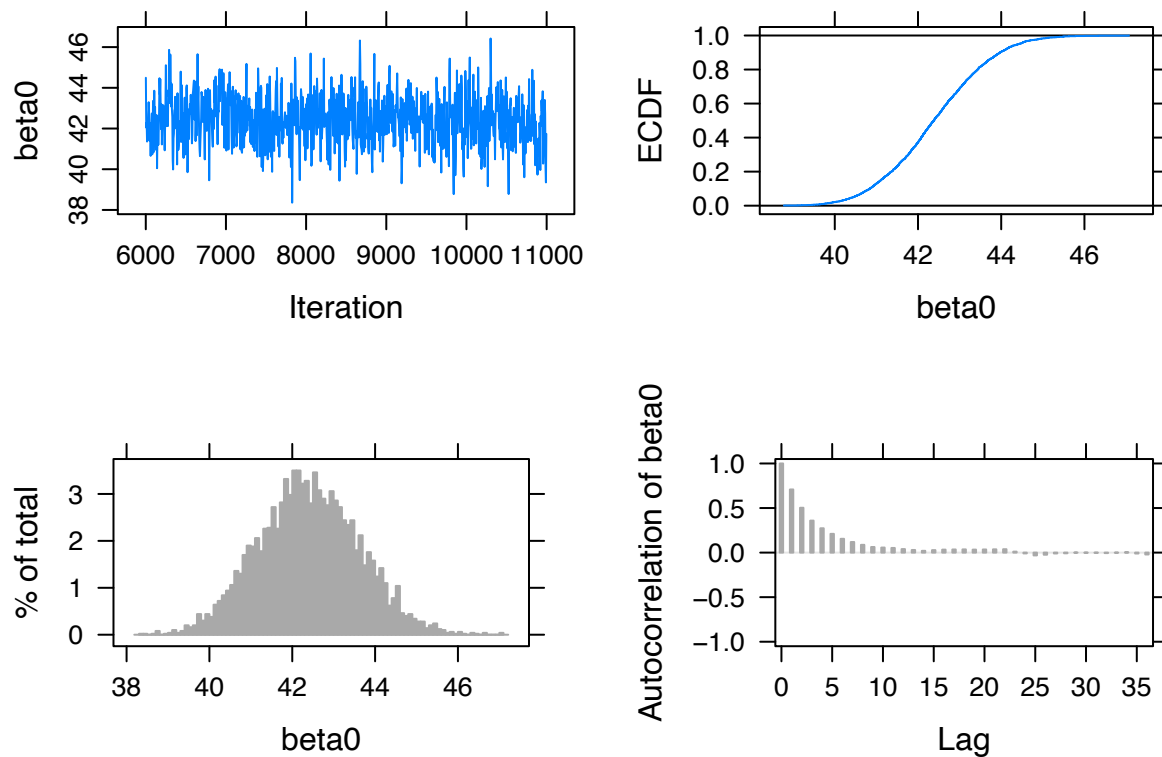 beta0
38 40 42 44 46
6000 7000 8000 9000 10000 11000
Iteration
ECDF
1.0
0.8
0.6
0.4
0.2
0.0
40 42 44 46
beta0
% of total
3
2
1
0
38 40 42 44 46
beta0
Autocorrelation of beta0
1.0
0.5
0.0
−0.5
−1.0
0 5 10 15 20 25 30 35
Lag